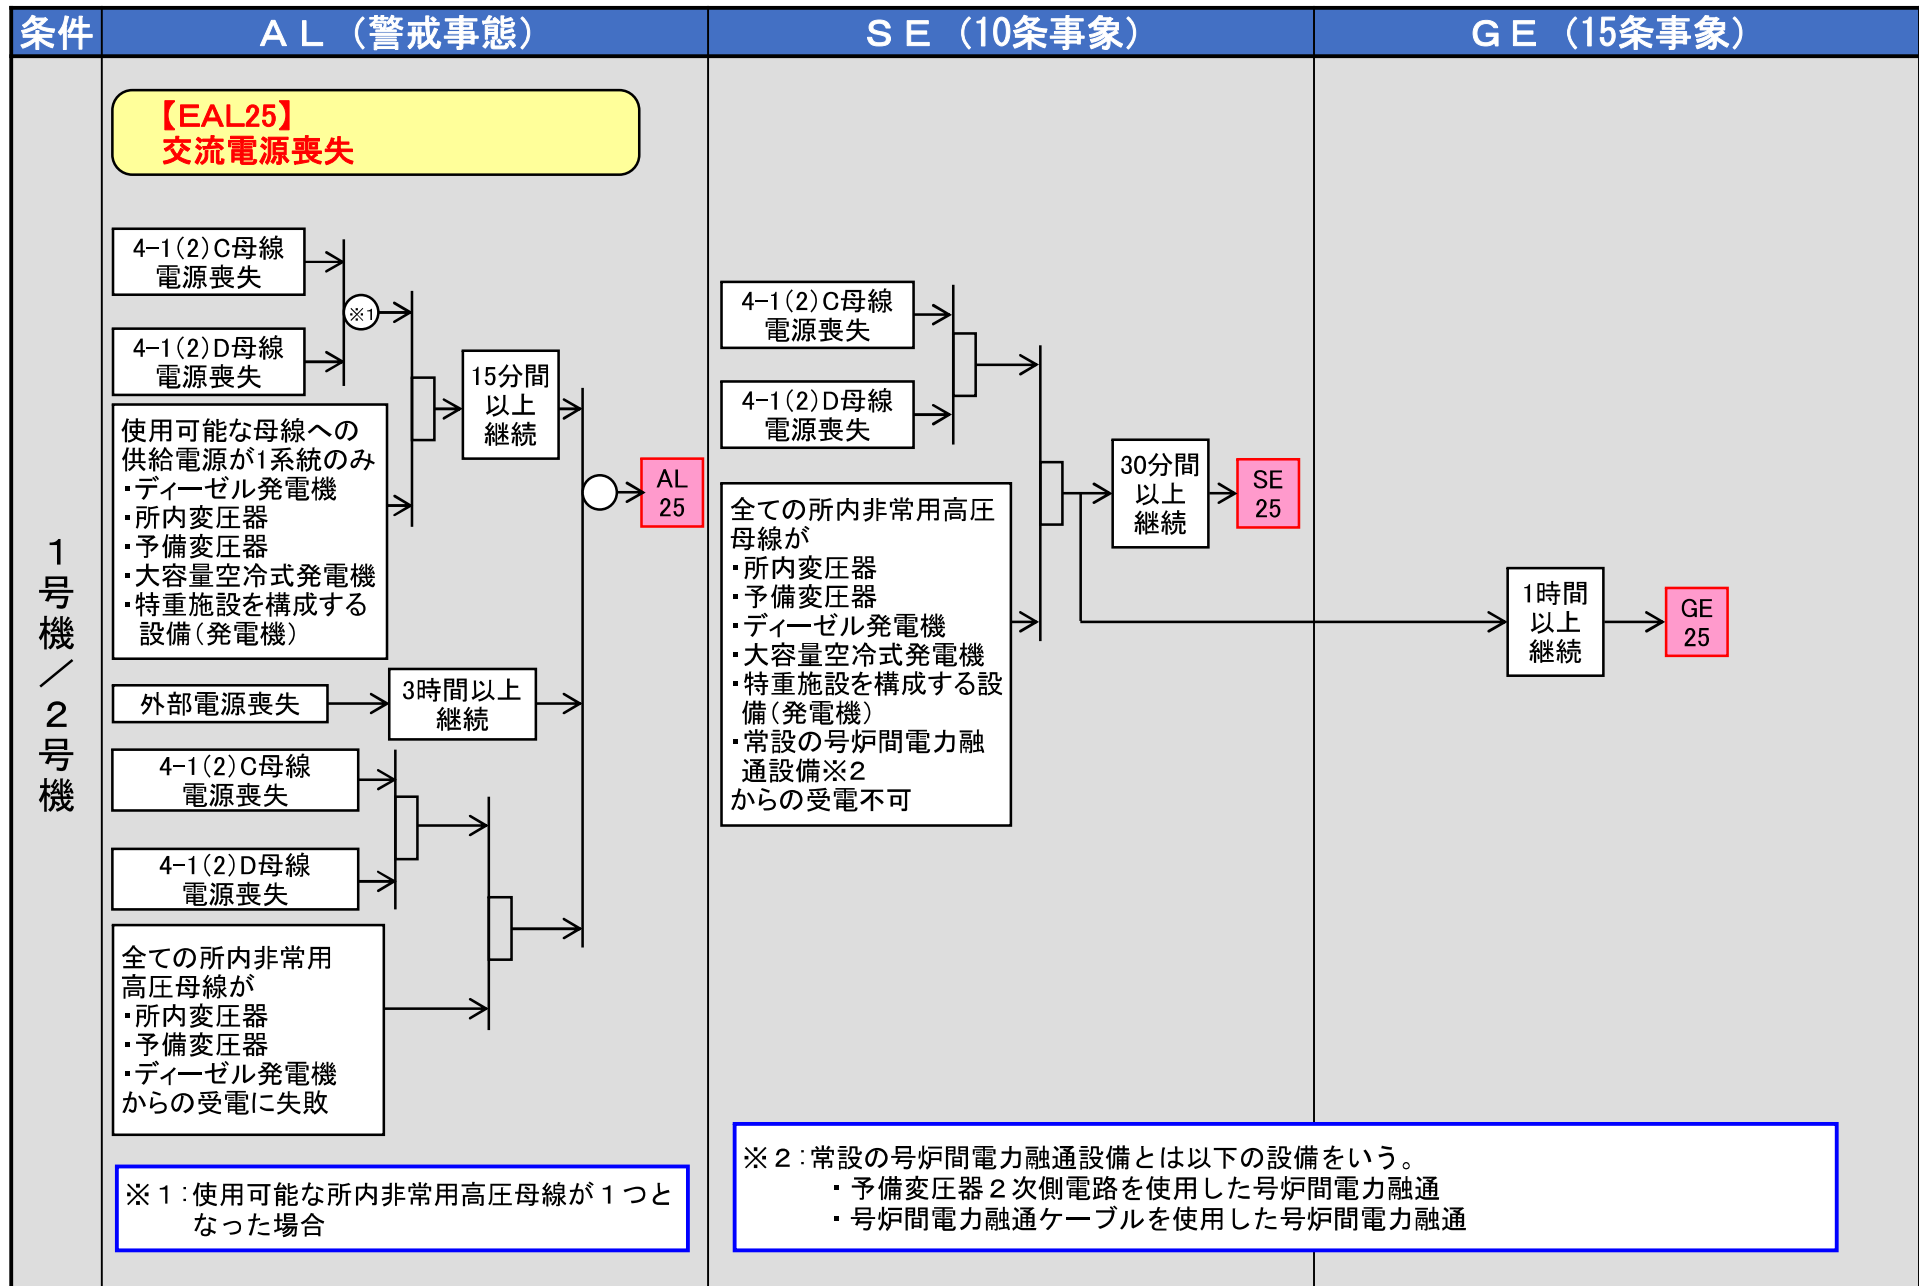 条件
AL（警戒事態）
SE（10条事象）
GE（15条事象）
1号機／2号機
【EAL25】
交流電源喪失
4-1(2)C母線
電源喪失
※1
4-1(2)D母線
電源喪失
使用可能な母線への
供給電源が1系統のみ
・ディーゼル発電機
・所内変圧器
・予備変圧器
・大容量空冷式発電機
・特重施設を構成する
設備(発電機)
15分間
以上
継続
AL
25
外部電源喪失
3時間以上
継続
4-1(2)C母線
電源喪失
4-1(2)D母線
電源喪失
全ての所内非常用
高圧母線が
・所内変圧器
・予備変圧器
・ディーゼル発電機
からの受電に失敗
※1:使用可能な所内非常用高圧母線が1つと
なった場合
4-1(2)C母線
電源喪失
4-1(2)D母線
電源喪失
全ての所内非常用高圧
母線が
・所内変圧器
・予備変圧器
・ディーゼル発電機
・大容量空冷式発電機
・特重施設を構成する設
備(発電機)
・常設の号炉間電力融
通設備※2
からの受電不可
30分間
以上
継続
SE
25
1時間
以上
継続
GE
25
※2:常設の号炉間電力融通設備とは以下の設備をいう。
・予備変圧器2次側電路を使用した号炉間電力融通
・号炉間電力融通ケーブルを使用した号炉間電力融通